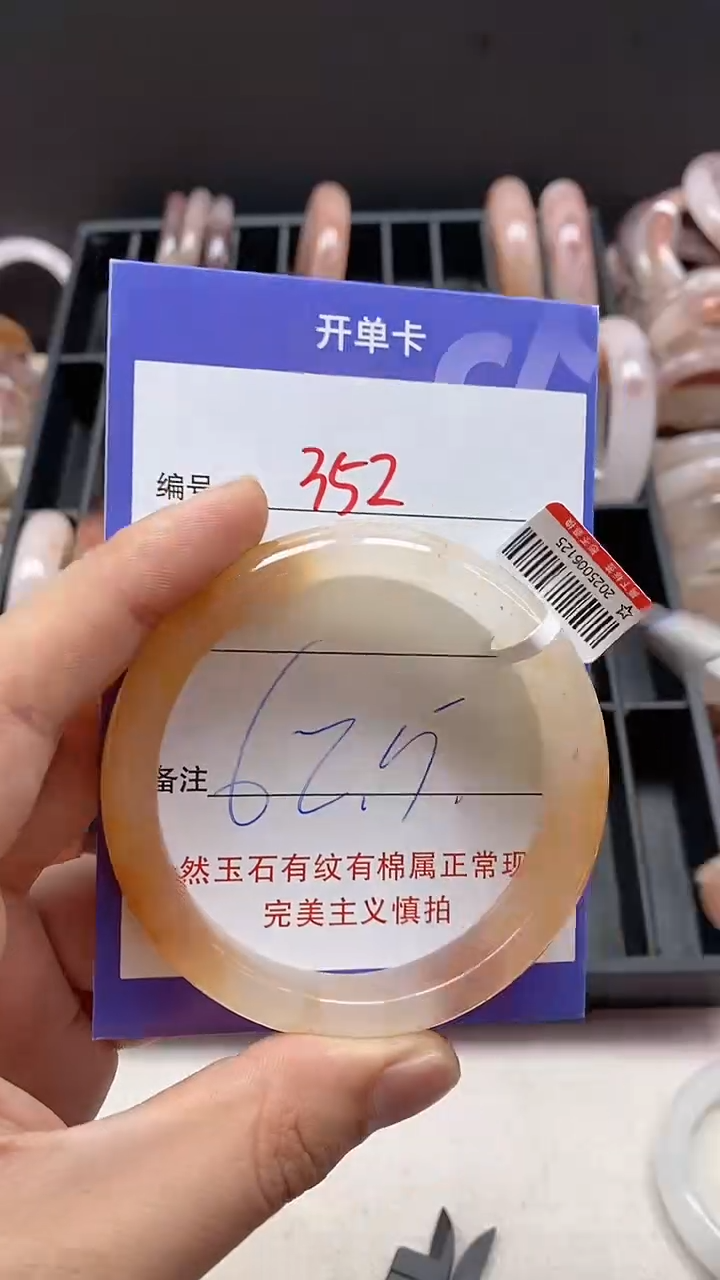 开单卡
编号 352
2025006125
备注 62.5.
然玉石有纹有棉属正常现
完美主义慎拍